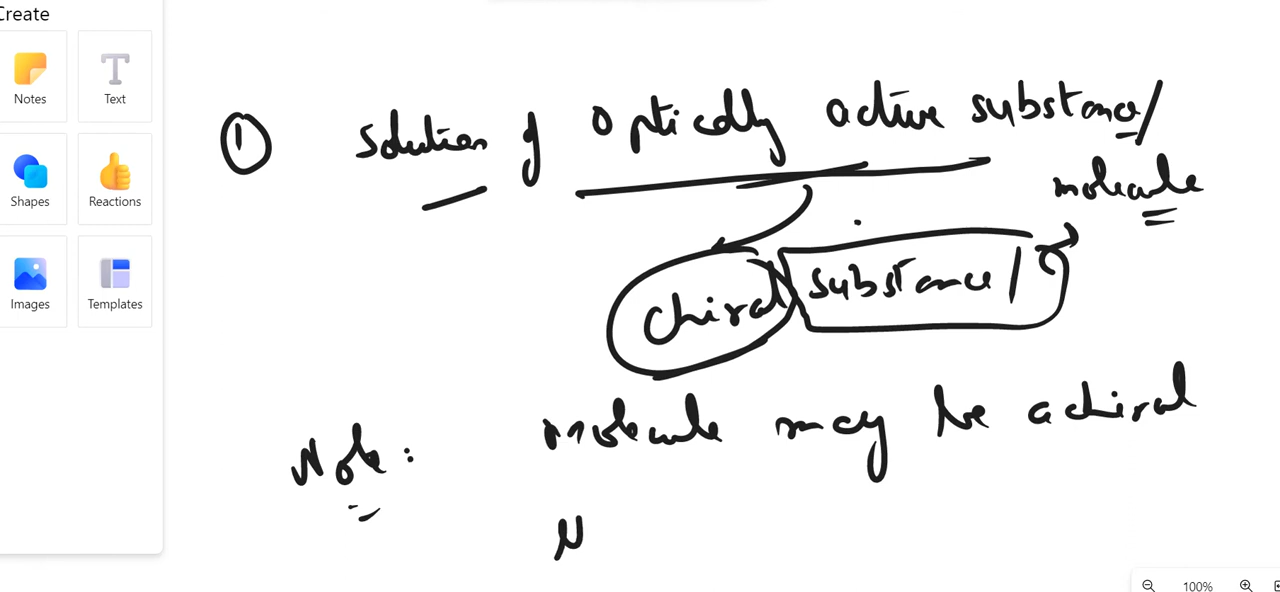 Create
Notes
Text
Shapes
Reactions
Images
Templates
① Solution of optically active substance/
molecule
chiral substance/
Note: molecule may be achiral
N
100%